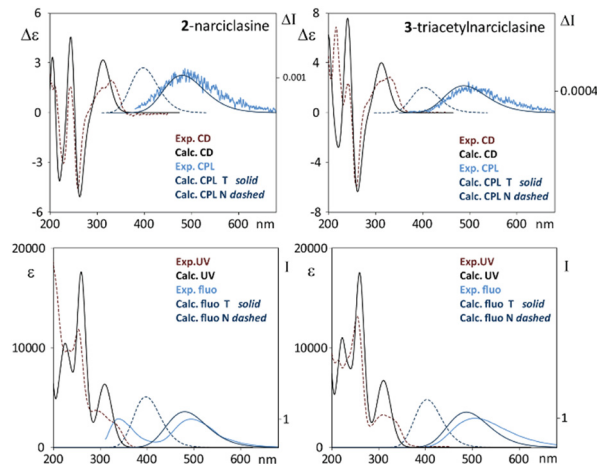 2-narciclasine
ΔI
Δε
6
3
0
-3
-6
0.001
Exp. CD
Calc. CD
Exp. CPL
Calc. CPL T solid
Calc. CPL N dashed
200 300 400 500 600 nm
3-triacetylnarciclasine
ΔI
Δε
8
4
0
-4
-8
0.0004
Exp. CD
Calc. CD
Exp. CPL
Calc. CPL T solid
Calc. CPL N dashed
200 300 400 500 600 nm
20000
ε
I
10000
0
1
Exp.UV
Calc. UV
Exp. fluo
Calc. fluo T solid
Calc. fluo N dashed
200 300 400 500 600 nm
20000
ε
I
10000
0
1
Exp.UV
Calc. UV
Exp. fluo
Calc. fluo T solid
Calc. fluo N dashed
200 300 400 500 600 nm